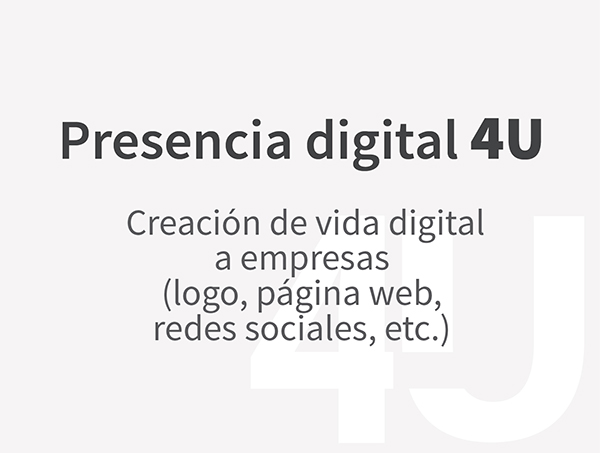 Presencia digital 4U
Creación de vida digital
a empresas
(logo, página web,
redes sociales, etc.)
4U